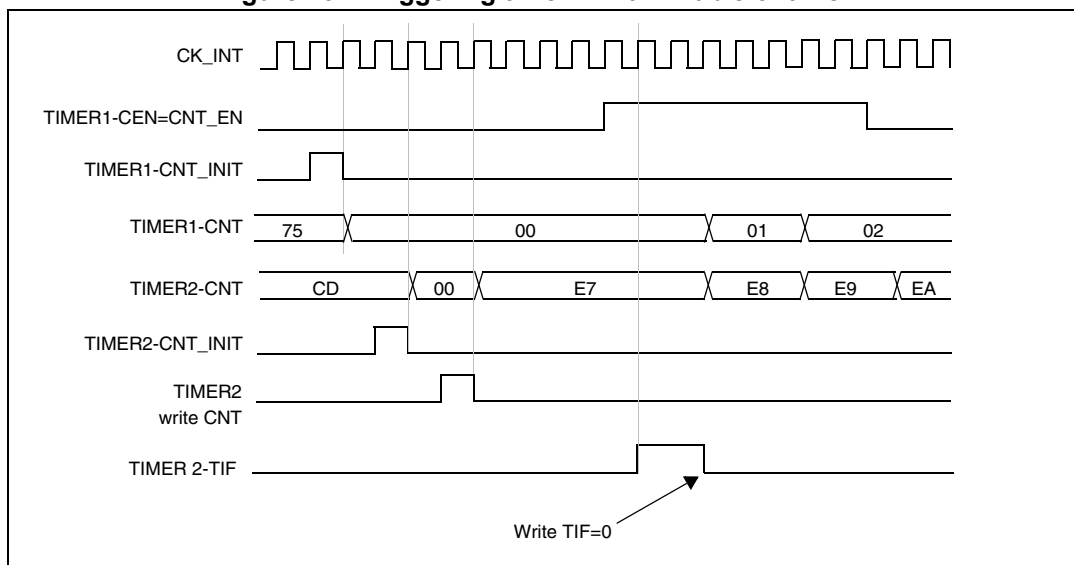 CK_INT
TIMER1-CEN=CNT_EN
TIMER1-CNT_INIT
TIMER1-CNT
75
00
01
02
TIMER2-CNT
CD
00
E7
E8
E9
EA
TIMER2-CNT_INIT
TIMER2
write CNT
TIMER 2-TIF
Write TIF=0